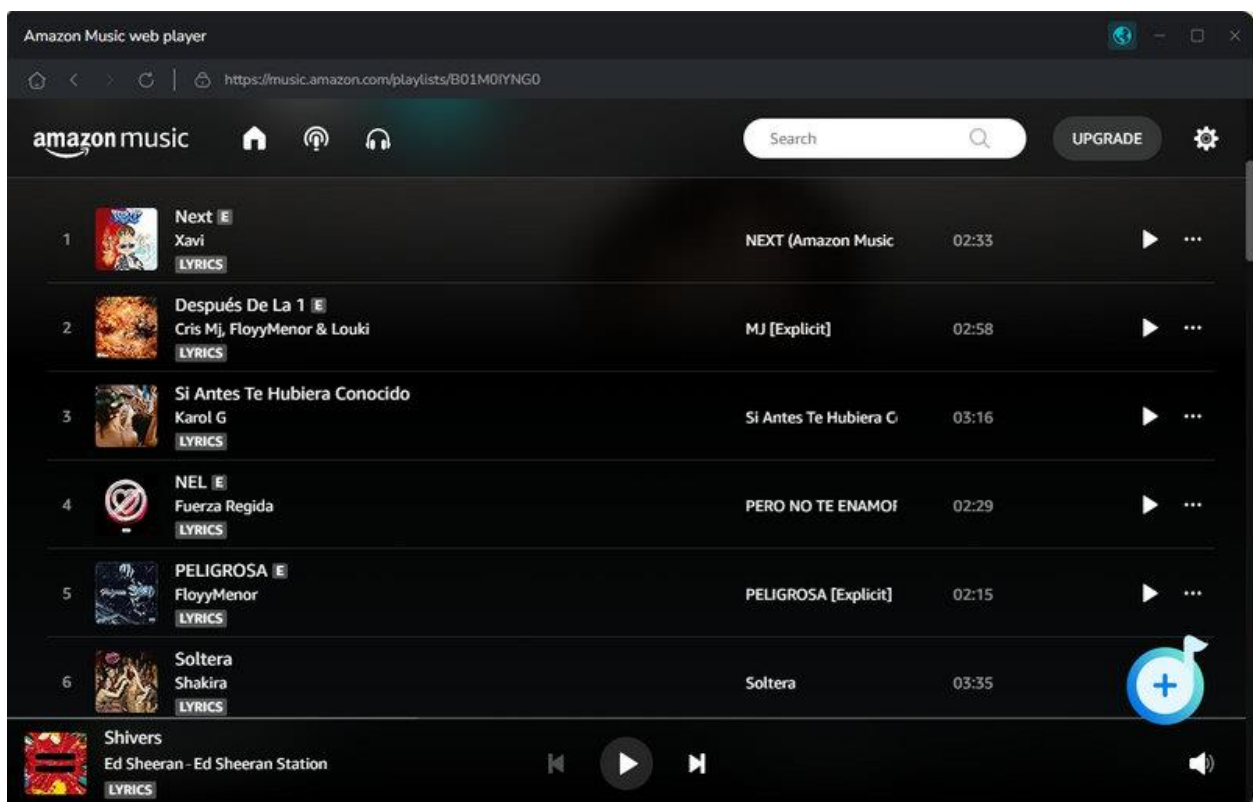 Amazon Music web player
https://music.amazon.com/playlists/B01M0IYNG0
amazon music
Search
UPGRADE
1
Next E
Xavi
LYRICS
NEXT (Amazon Music
02:33
2
Después De La 1 E
Cris Mj, FloyyMenor & Louki
LYRICS
MJ [Explicit]
02:58
3
Si Antes Te Hubiera Conocido
Karol G
LYRICS
Si Antes Te Hubiera C
03:16
4
NEL E
Fuerza Regida
LYRICS
PERO NO TE ENAMOR
02:29
5
PELIGROSA E
FloyyMenor
LYRICS
PELIGROSA [Explicit]
02:15
6
Soltera
Shakira
LYRICS
Soltera
03:35
Shivers
Ed Sheeran - Ed Sheeran Station
LYRICS